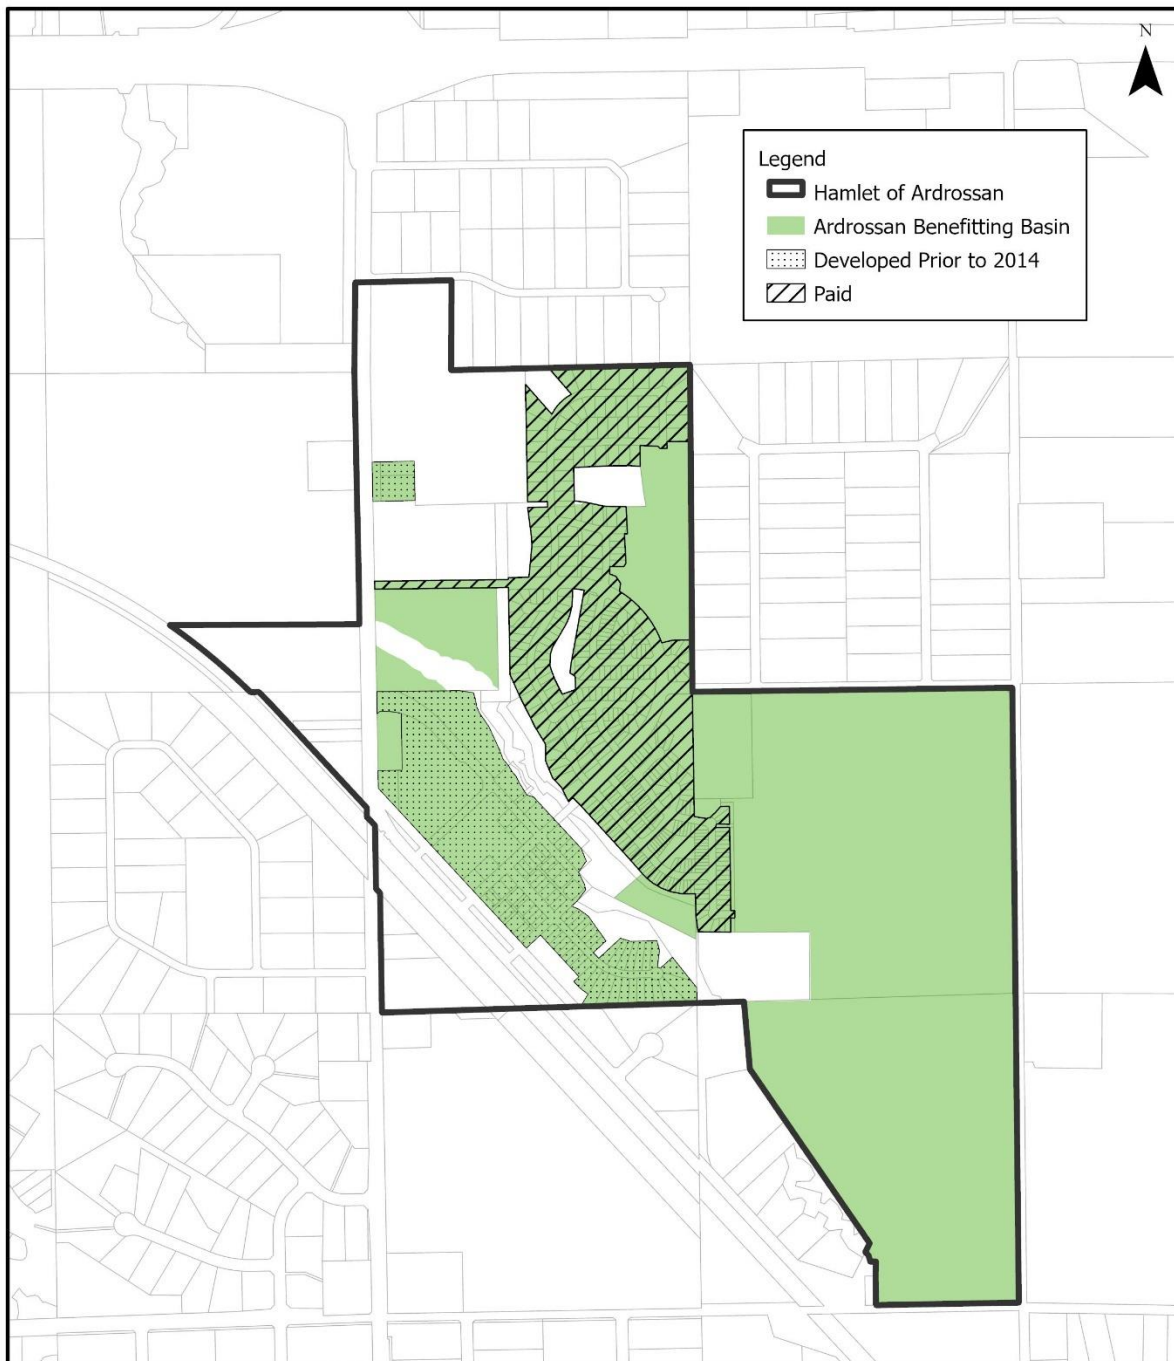 N
Legend
Hamlet of Ardrossan
Ardrossan Benefitting Basin
Developed Prior to 2014
Paid